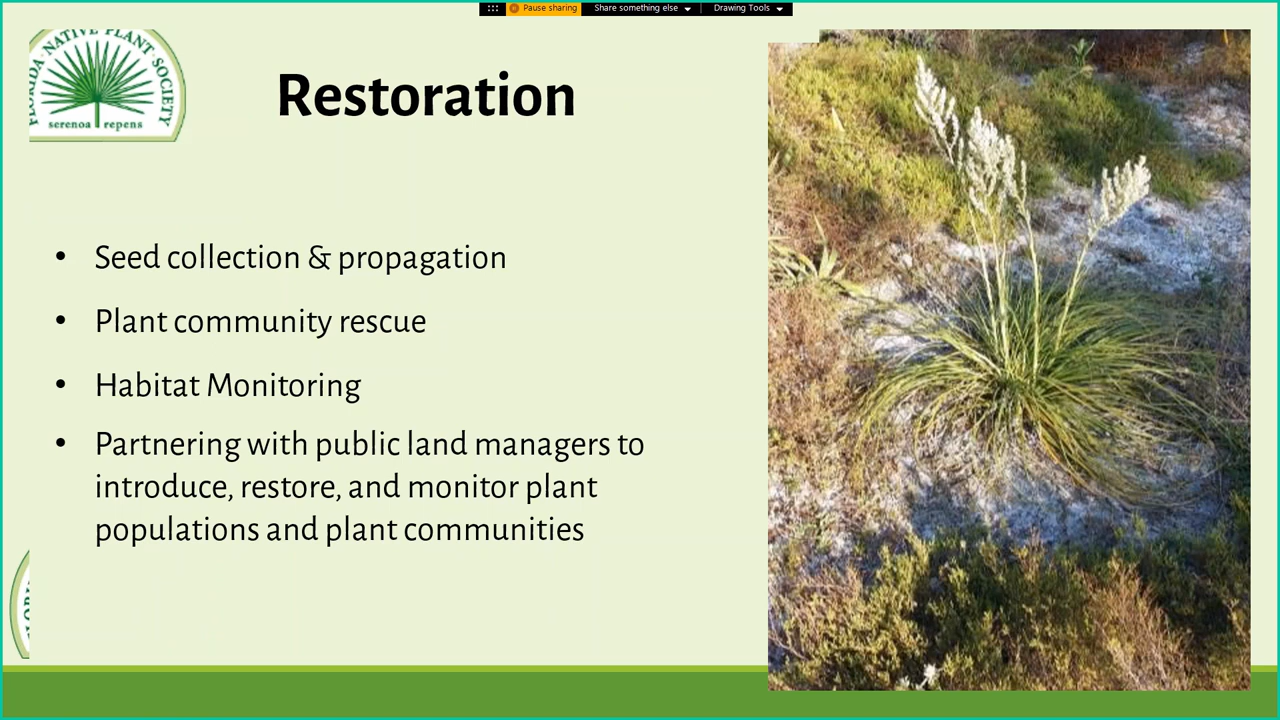 Pause sharing
Share something else
Drawing Tools
FLORIDA · NATIVE PLANT · SOCIETY
serenoa repens
Restoration
• Seed collection & propagation
• Plant community rescue
• Habitat Monitoring
• Partnering with public land managers to
introduce, restore, and monitor plant
populations and plant communities